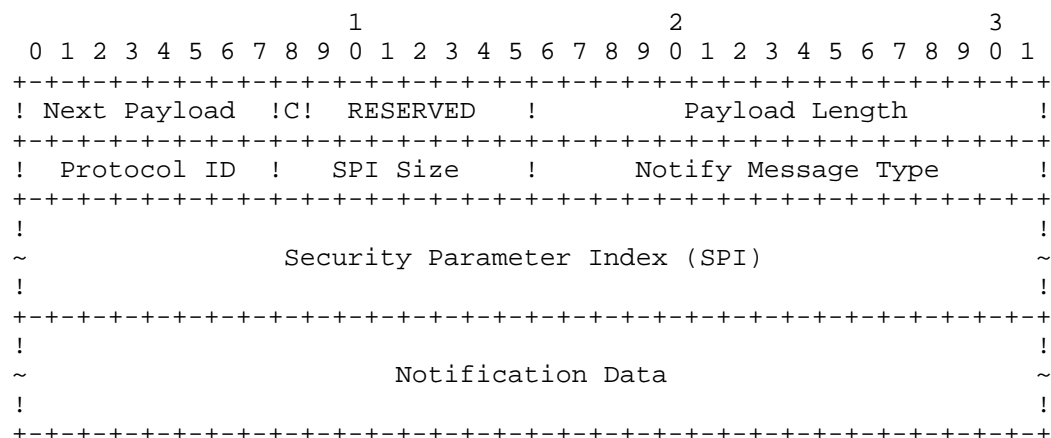 1                   2                   3
 0 1 2 3 4 5 6 7 8 9 0 1 2 3 4 5 6 7 8 9 0 1 2 3 4 5 6 7 8 9 0 1
+-+-+-+-+-+-+-+-+-+-+-+-+-+-+-+-+-+-+-+-+-+-+-+-+-+-+-+-+-+-+-+-+
! Next Payload  !C!  RESERVED   !         Payload Length        !
+-+-+-+-+-+-+-+-+-+-+-+-+-+-+-+-+-+-+-+-+-+-+-+-+-+-+-+-+-+-+-+-+
!  Protocol ID  !   SPI Size    !      Notify Message Type      !
+-+-+-+-+-+-+-+-+-+-+-+-+-+-+-+-+-+-+-+-+-+-+-+-+-+-+-+-+-+-+-+-+
!                                                               !
~                Security Parameter Index (SPI)                 ~
!                                                               !
+-+-+-+-+-+-+-+-+-+-+-+-+-+-+-+-+-+-+-+-+-+-+-+-+-+-+-+-+-+-+-+-+
!                                                               !
~                       Notification Data                       ~
!                                                               !
+-+-+-+-+-+-+-+-+-+-+-+-+-+-+-+-+-+-+-+-+-+-+-+-+-+-+-+-+-+-+-+-+